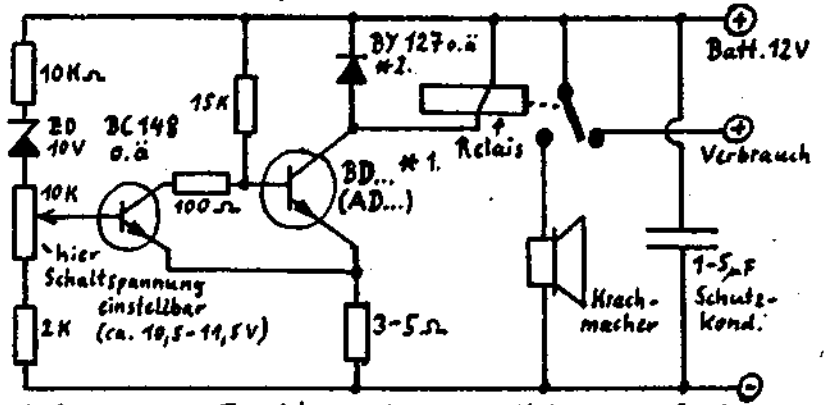 10KΩ
ZD
10V
BC 148
o.ä
15K
BY 127 o.ä
*2.
Batt. 12V
Relais
Verbrauch
BD... *1.
(AD...)
100Ω
10K
hier
Schaltspannung
einstellbar
(ca. 10,5-11,5V)
2K
3-5Ω
Krach-
macher
1-5µF
Schutz-
kond.